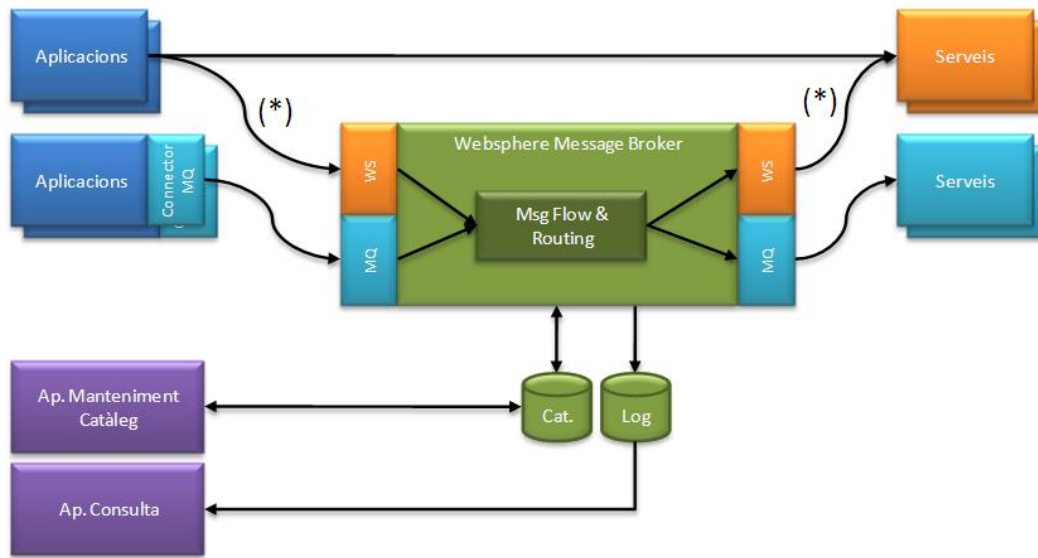 Aplicacions
Serveis
(*)
(*)
Websphere Message Broker
WS
WS
Aplicacions
Connector
MQ
Serveis
Msg Flow &
Routing
MQ
MQ
Ap. Manteniment
Catàleg
Cat.
Log
Ap. Consulta